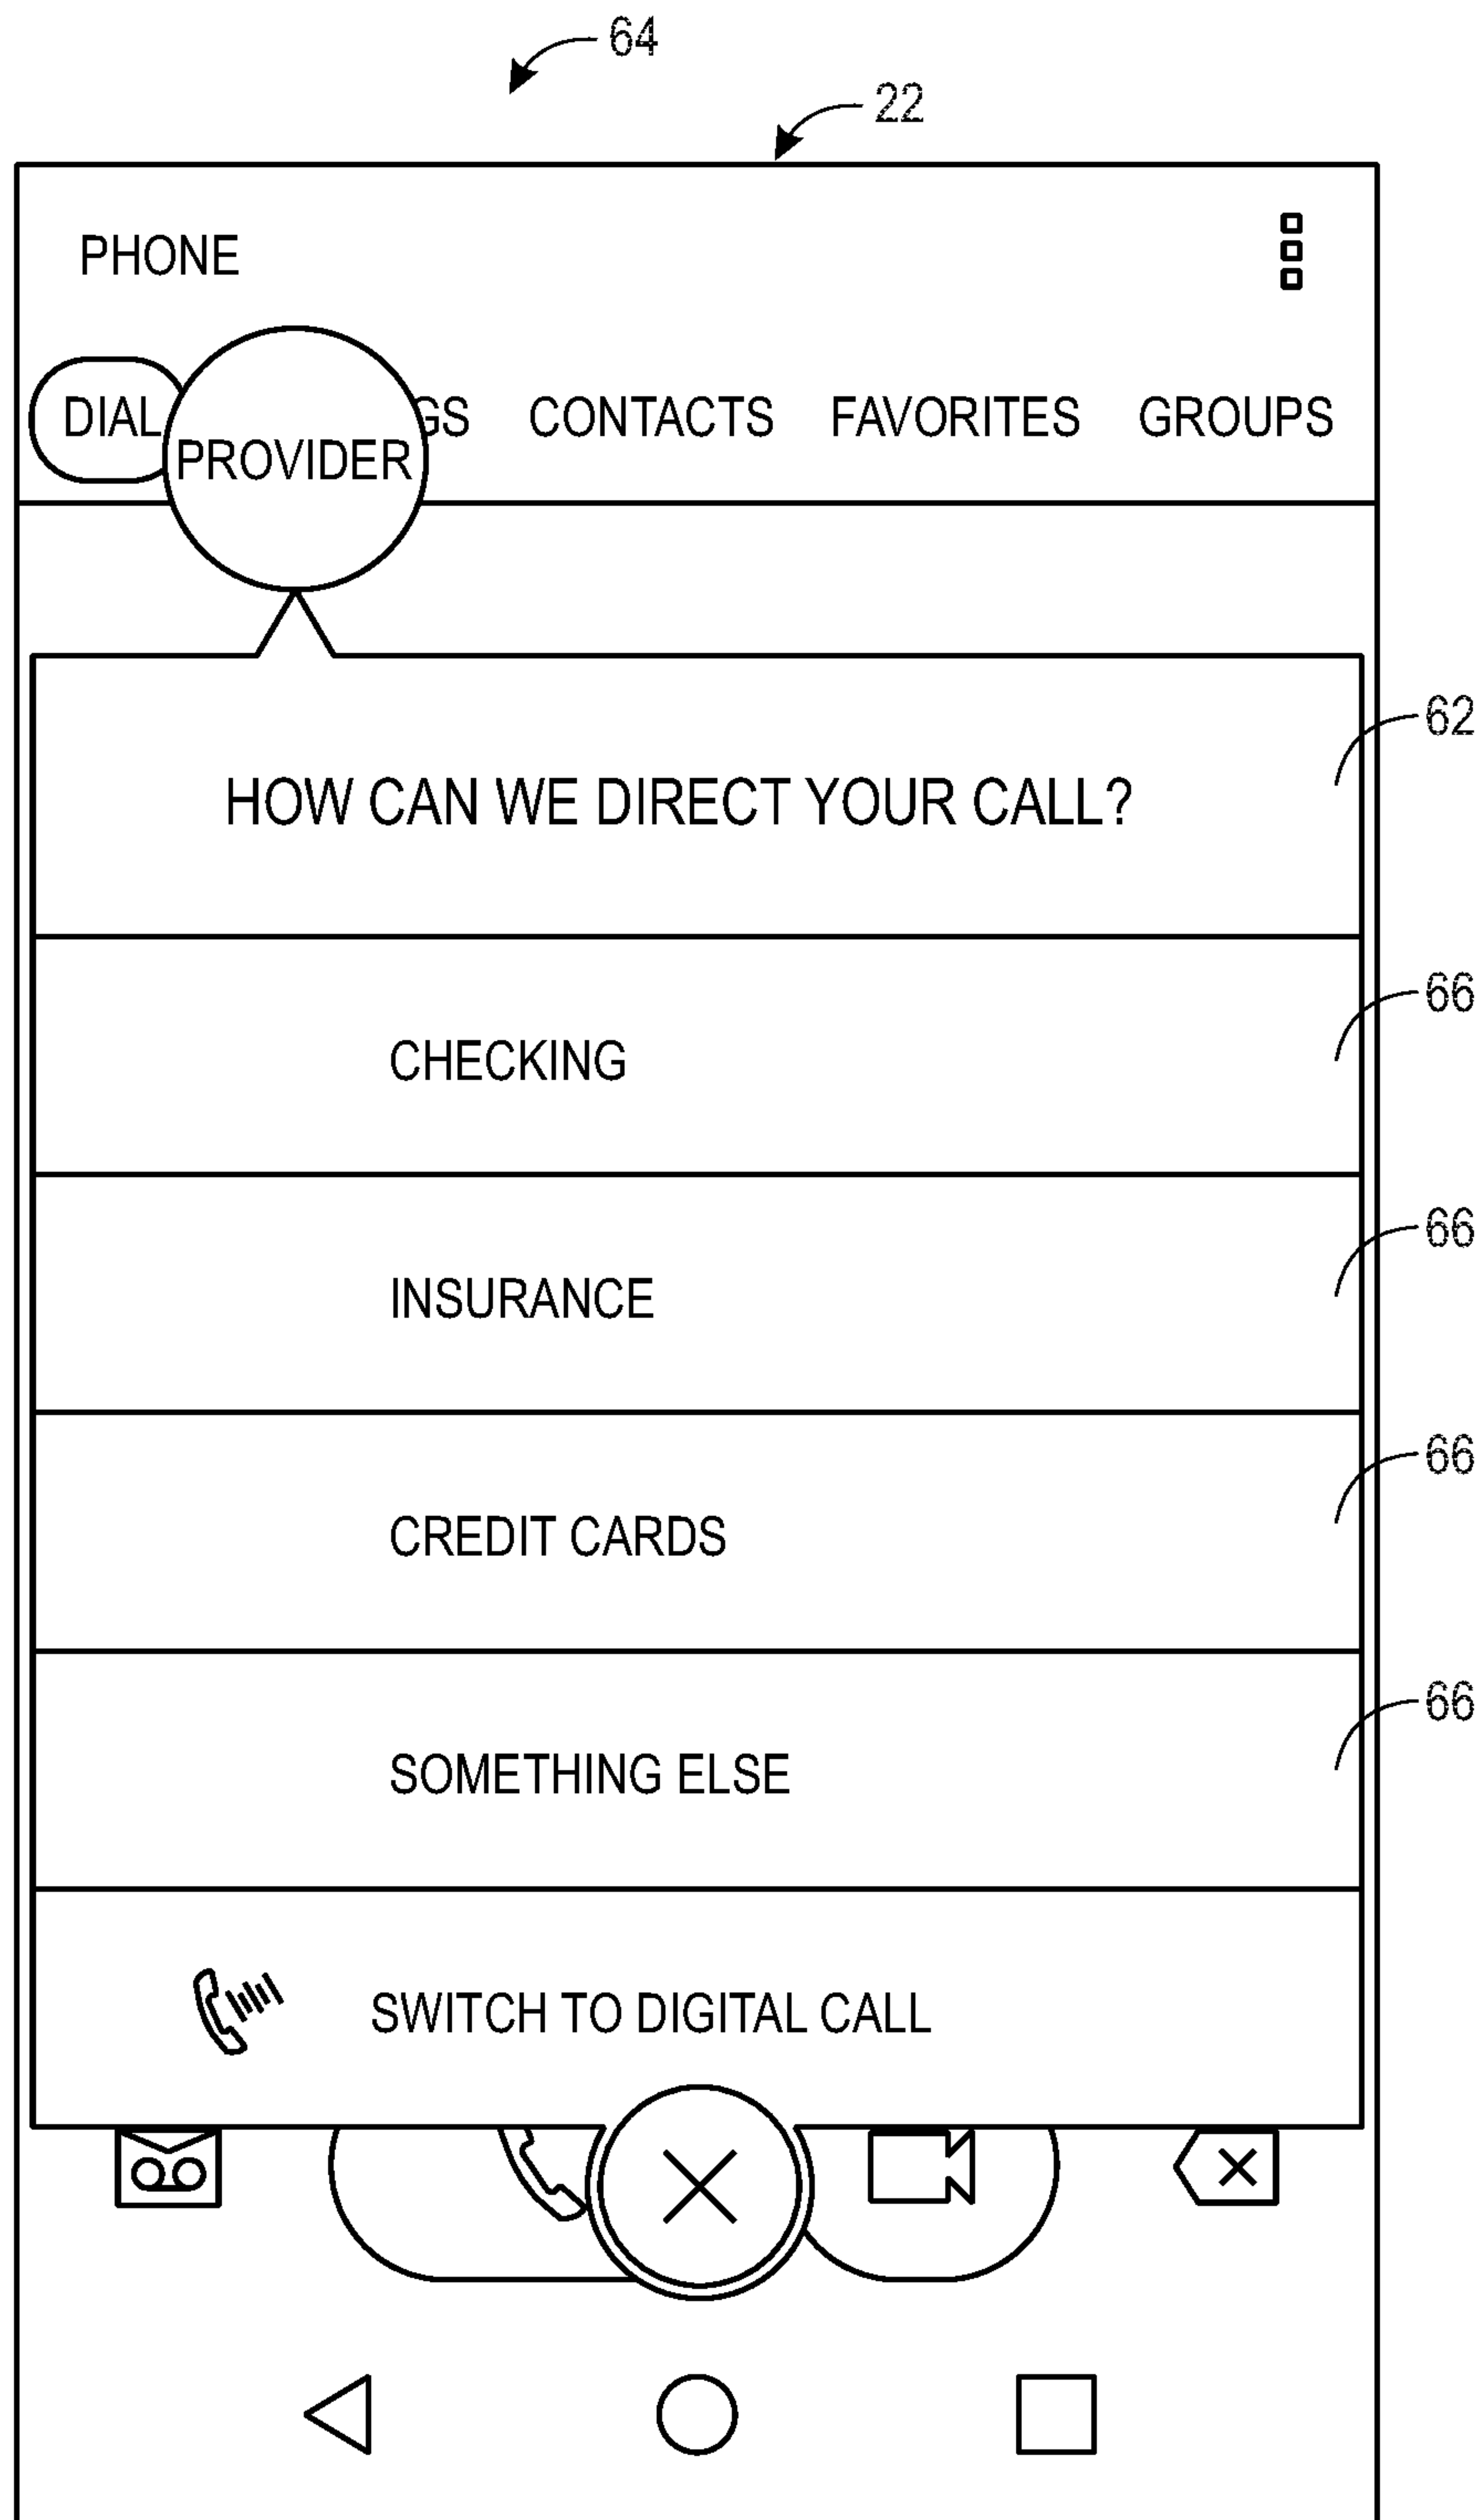 64
22
PHONE
DIAL GS CONTACTS FAVORITES GROUPS
PROVIDER
62
HOW CAN WE DIRECT YOUR CALL?
66
CHECKING
66
INSURANCE
66
CREDIT CARDS
66
SOMETHING ELSE
SWITCH TO DIGITAL CALL